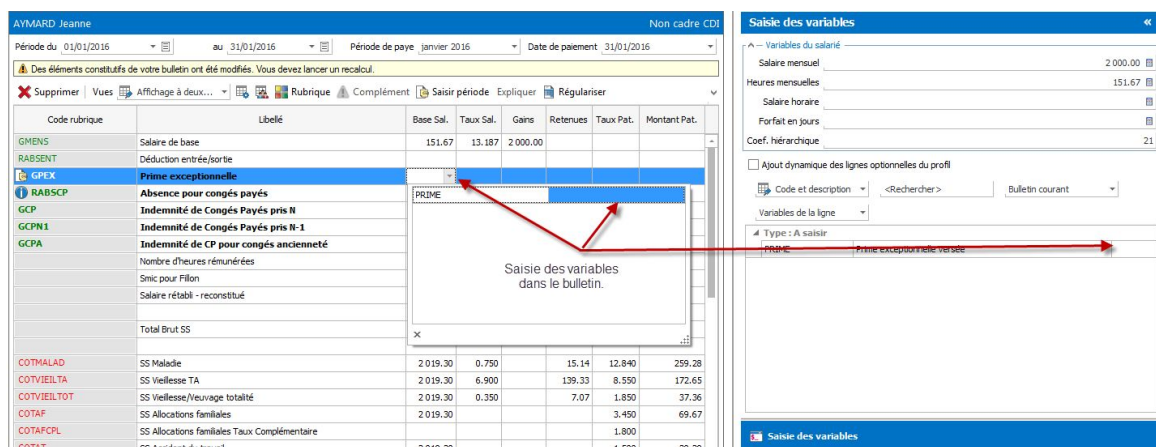 AYMARD Jeanne Non cadre CDI
Période du 01/01/2016 au 31/01/2016 Période de paye janvier 2016 Date de paiement 31/01/2016
Des éléments constitutifs de votre bulletin ont été modifiés. Vous devez lancer un recalcul.
Supprimer Vues Affichage à deux... Rubrique Complément Saisir période Expliquer Régulariser
Code rubrique Libellé Base Sal. Taux Sal. Gains Retenues Taux Pat. Montant Pat.
GMENS Salaire de base 151.67 13.187 2 000.00
RABSENT Déduction entrée/sortie
GPEX Prime exceptionnelle
RABSCP Absence pour congés payés
PRIME
GCP Indemnité de Congés Payés pris N
GCPN1 Indemnité de Congés Payés pris N-1
GCPA Indemnité de CP pour congés ancienneté
Nombre d'heures rémunérées
Smic pour Fillon
Salaire rétabli - reconstitué
Total Brut SS
Saisie des variables
dans le bulletin.
COTMALAD SS Maladie 2 019.30 0.750 15.14 12.840 259.28
COTVIEILTA SS Vieillesse TA 2 019.30 6.900 139.33 8.550 172.65
COTVIEILTOT SS Vieillesse/Veuvage totalité 2 019.30 0.350 7.07 1.850 37.36
COTAF SS Allocations familiales 2 019.30 3.450 69.67
COTAFCPL SS Allocations familiales Taux Complémentaire 1.800
Saisie des variables
Variables du salarié
Salaire mensuel 2 000.00
Heures mensuelles 151.67
Salaire horaire
Forfait en jours
Coef. hiérarchique 21
Ajout dynamique des lignes optionnelles du profil
Code et description <Rechercher> Bulletin courant
Variables de la ligne
Type : A saisir
PRIME Prime exceptionnelle versée
Saisie des variables